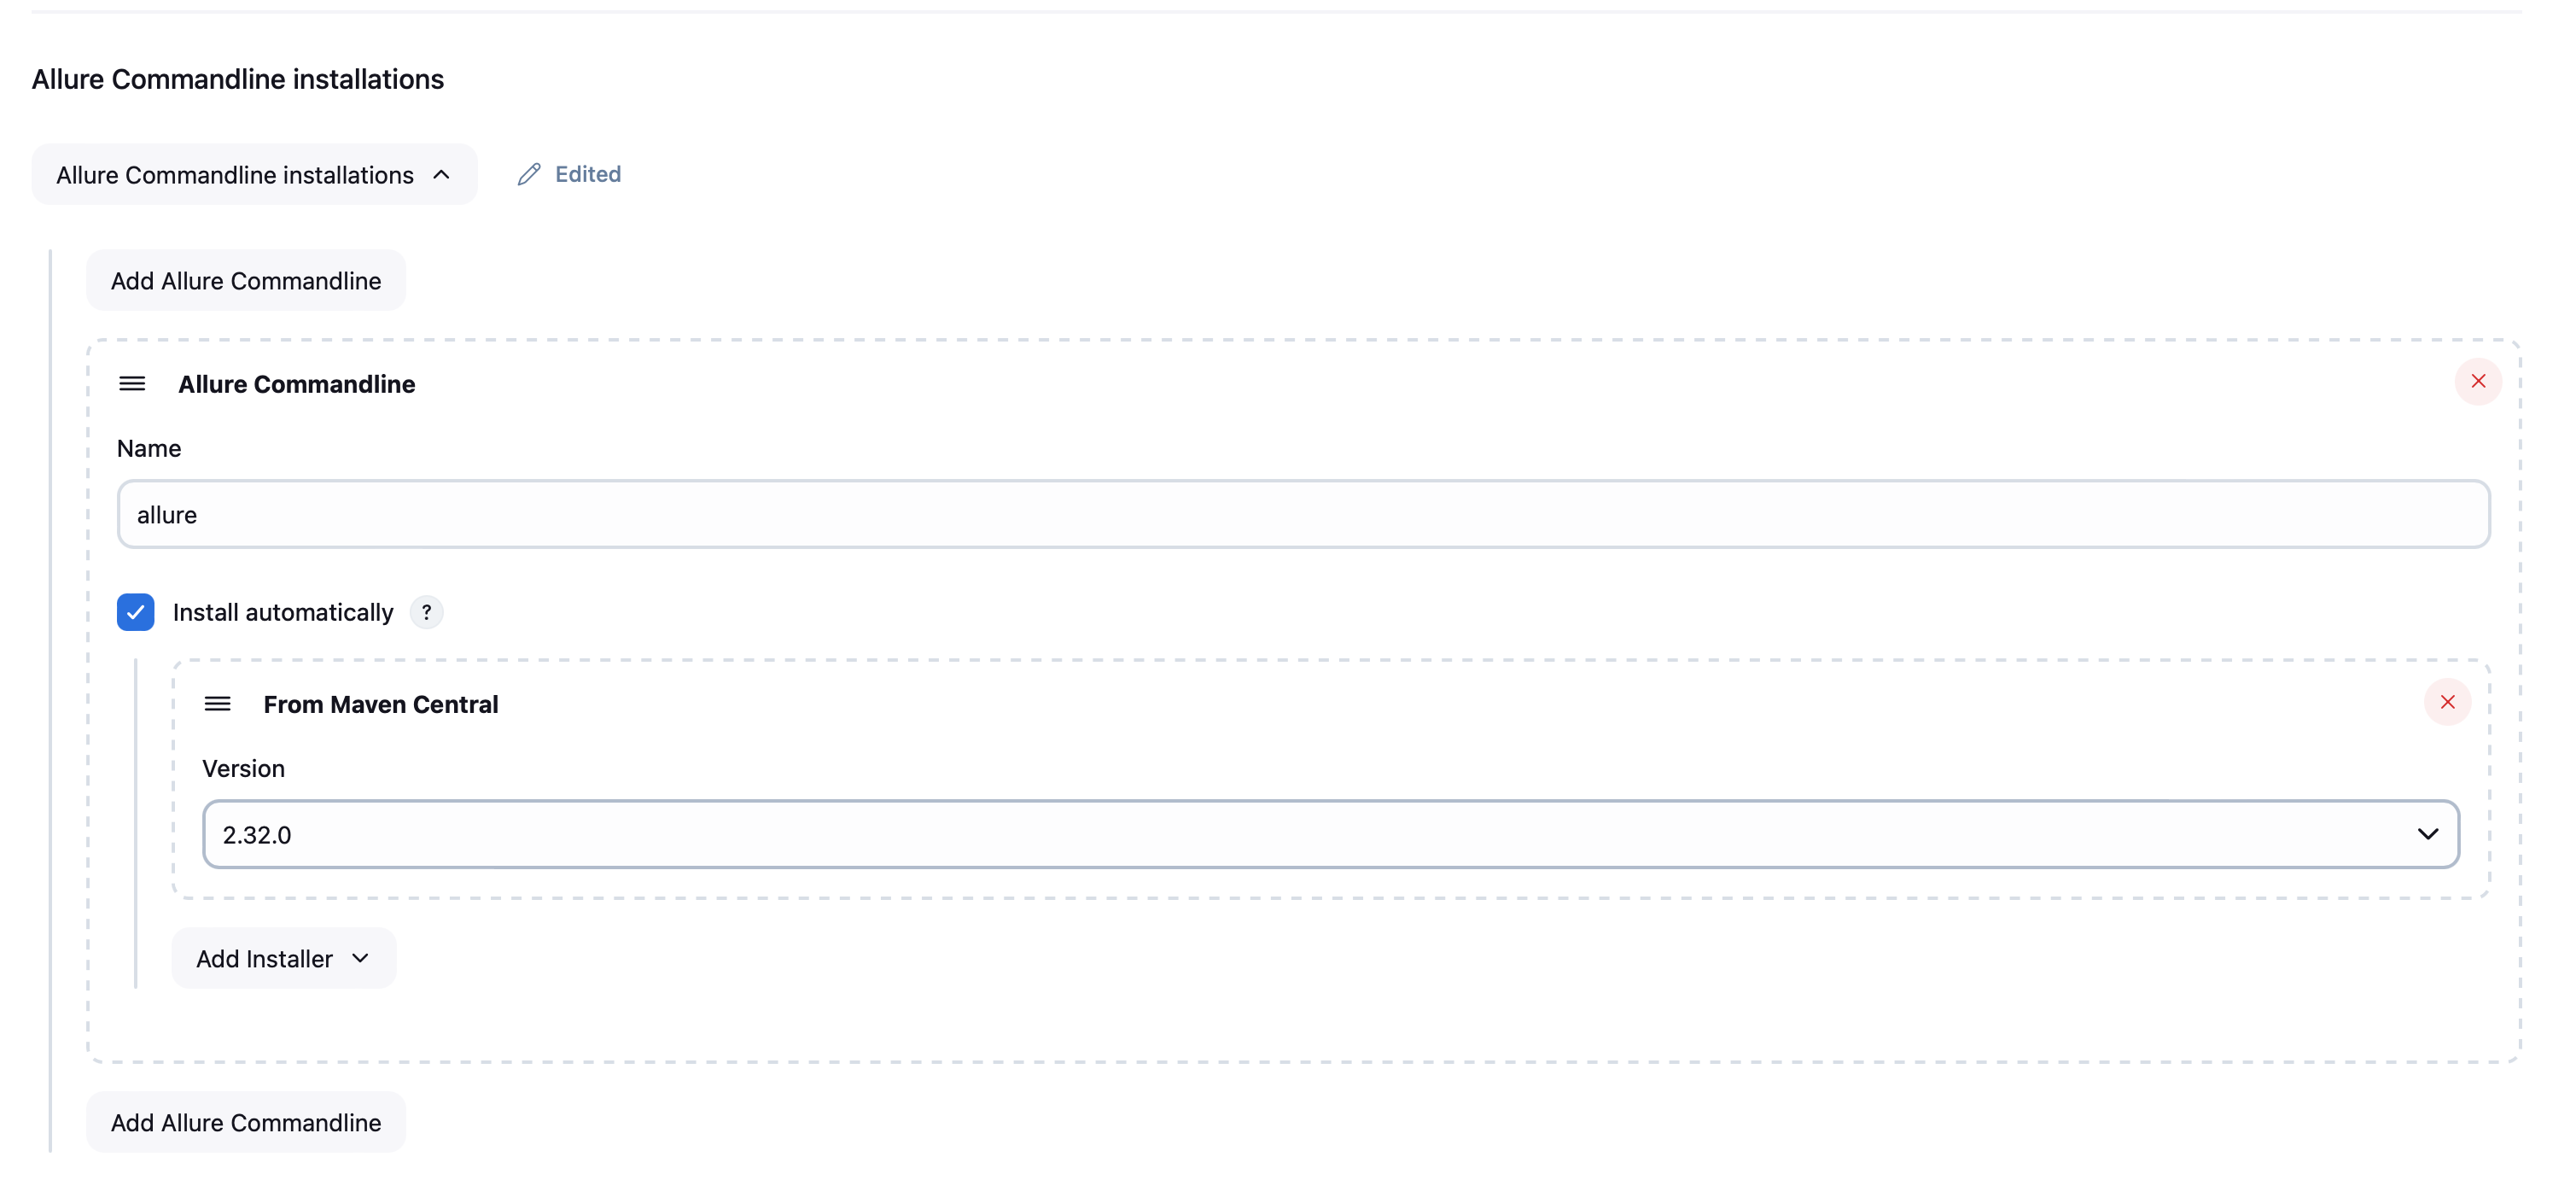 Allure Commandline installations
Allure Commandline installations
Edited
Add Allure Commandline
Allure Commandline
Name
allure
Install automatically ?
From Maven Central
Version
2.32.0
Add Installer
Add Allure Commandline